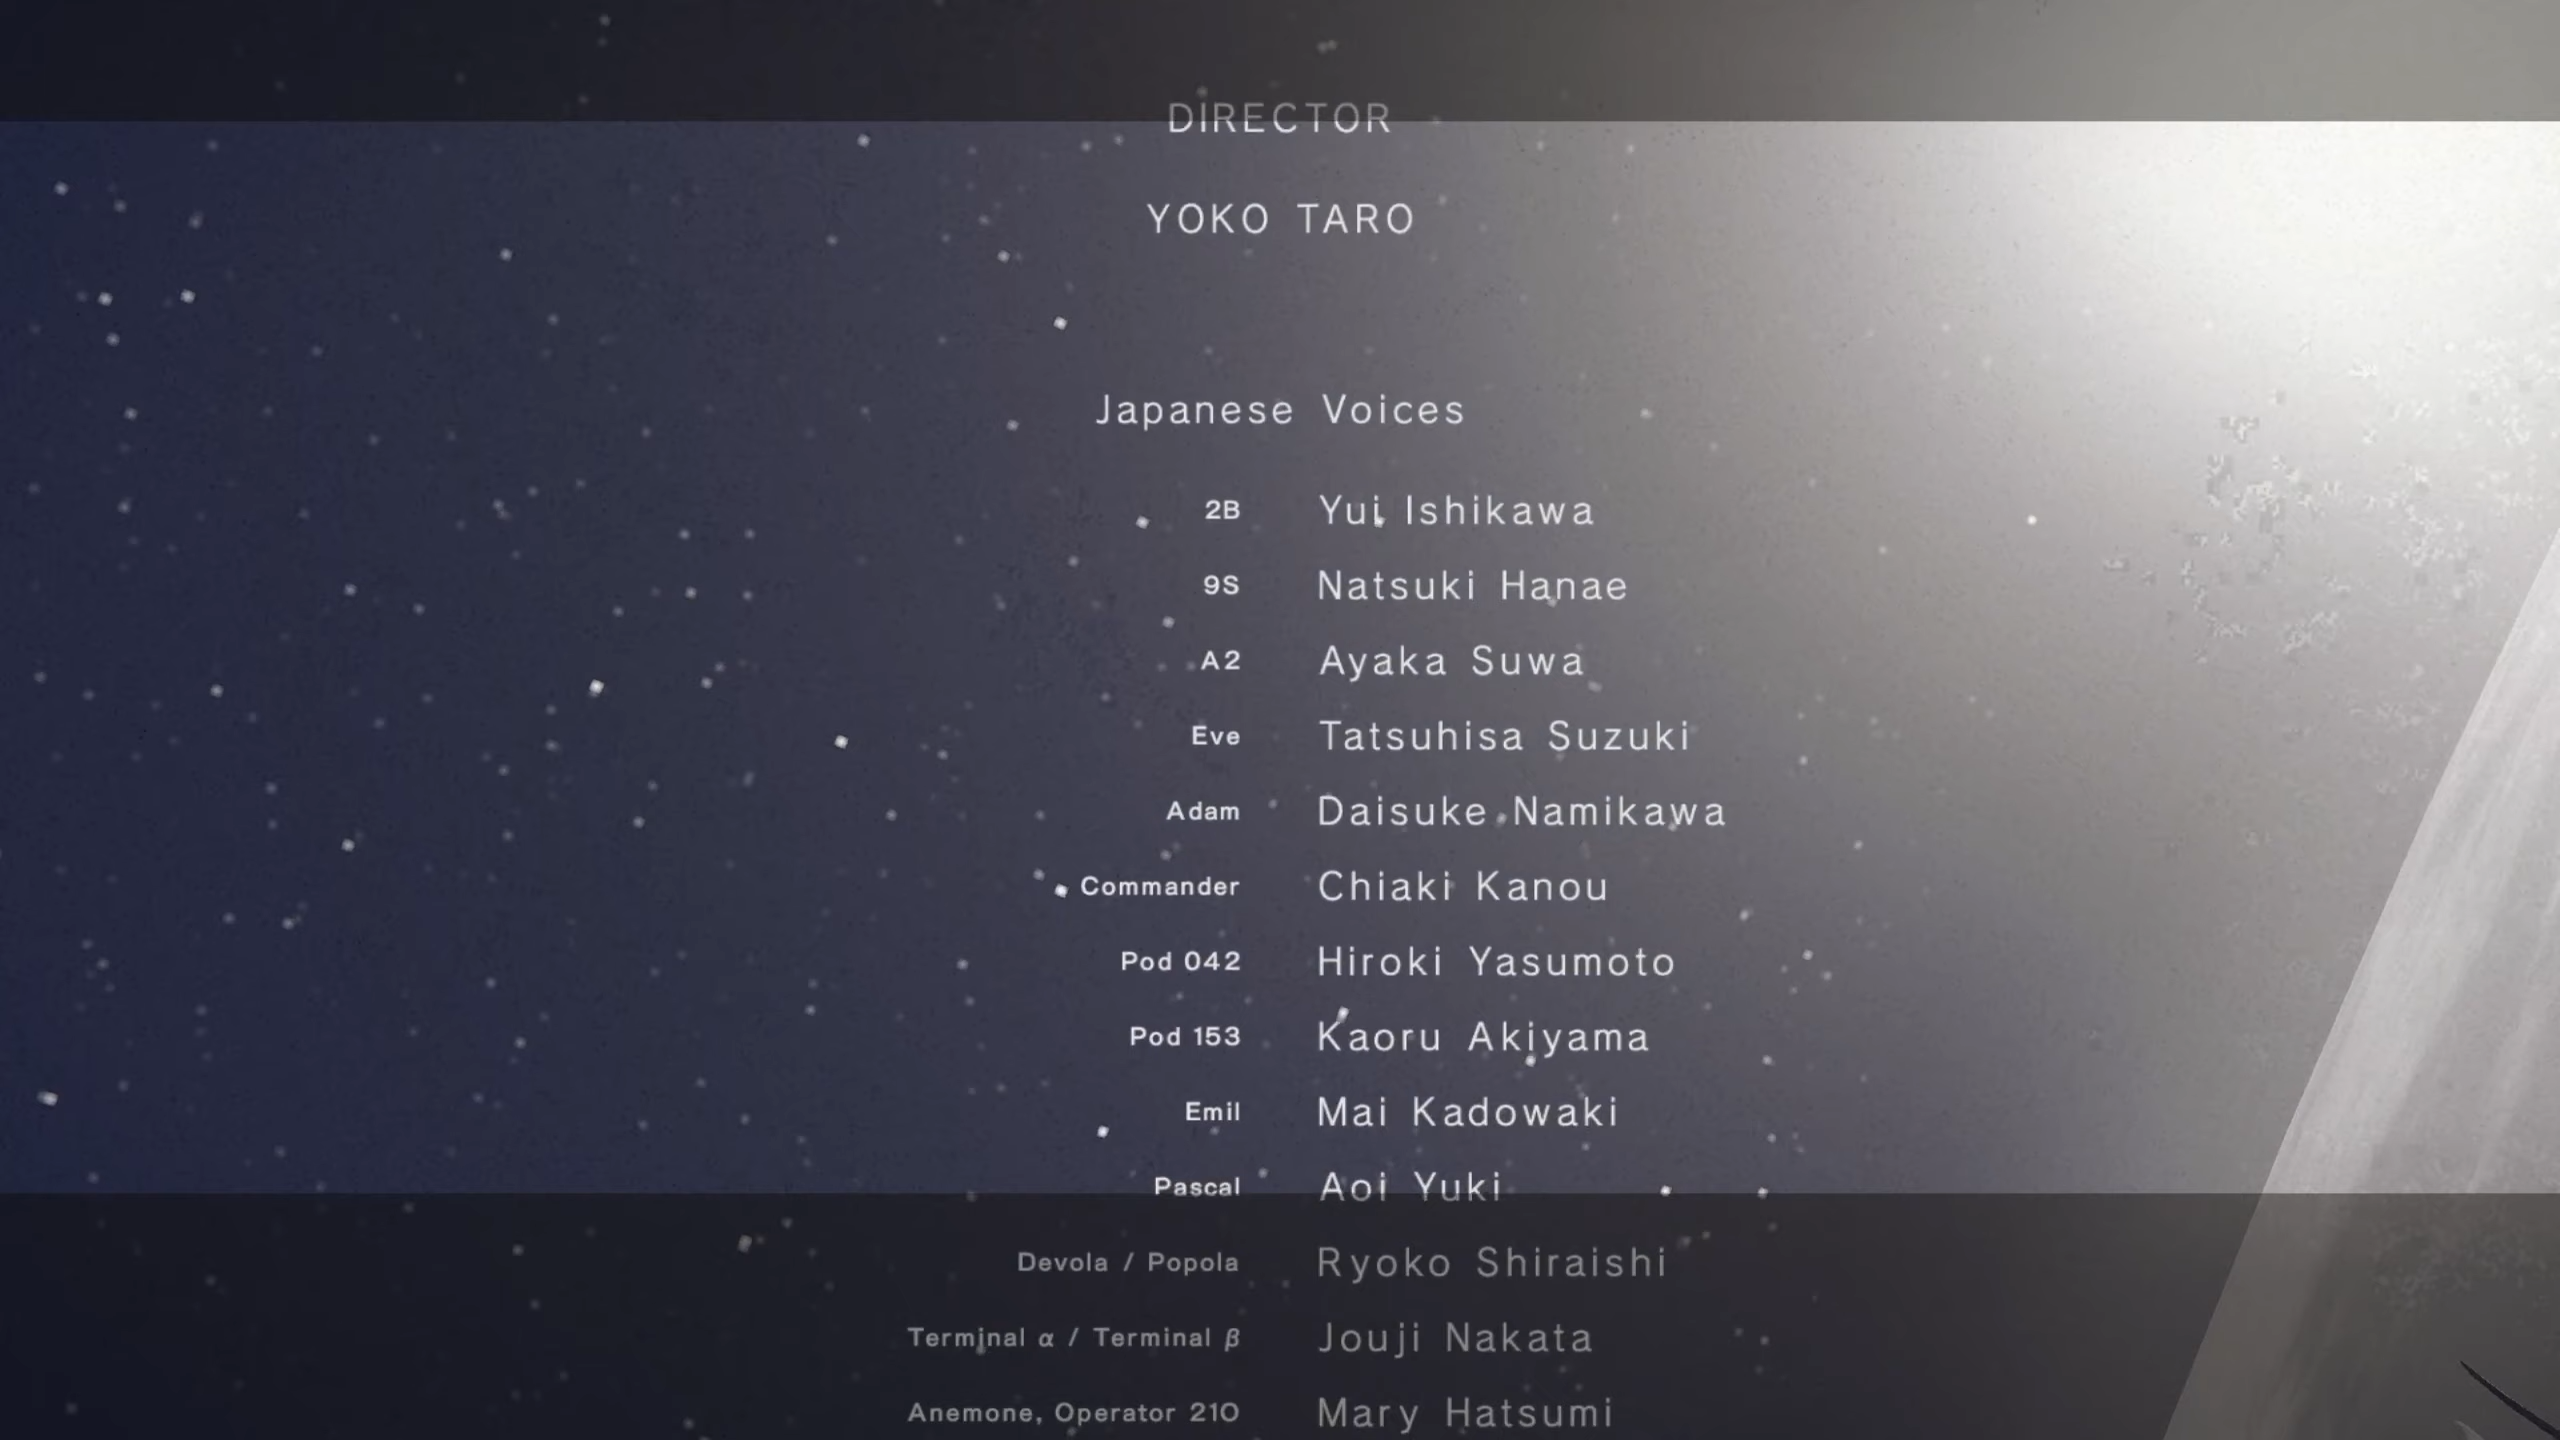 DIRECTOR
YOKO TARO
Japanese Voices
2B Yui Ishikawa
9S Natsuki Hanae
A2 Ayaka Suwa
Eve Tatsuhisa Suzuki
Adam Daisuke Namikawa
Commander Chiaki Kanou
Pod 042 Hiroki Yasumoto
Pod 153 Kaoru Akiyama
Emil Mai Kadowaki
Pascal Aoi Yuki
Devola / Popola Ryoko Shiraishi
Terminal α / Terminal β Jouji Nakata
Anemone, Operator 21O Mary Hatsumi